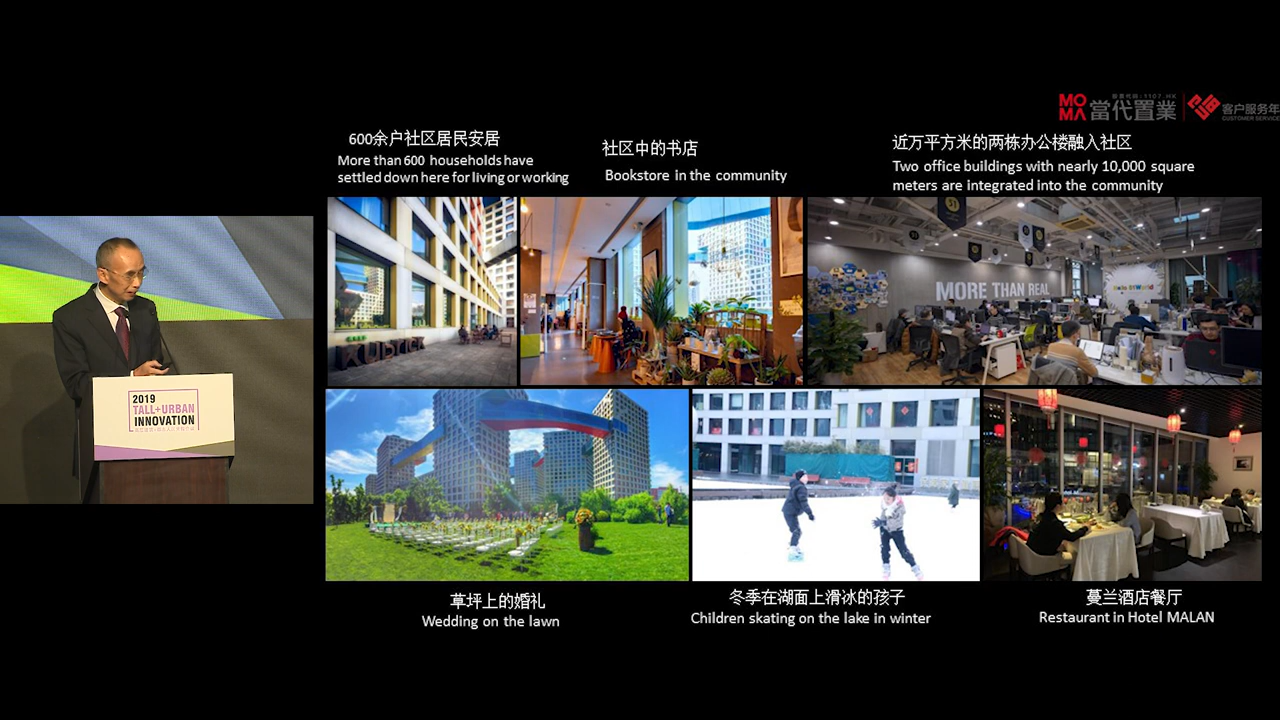 MO
MA
當代置業
客户服务年
CUSTOMER SERVICE
600余户社区居民安居
More than 600 households have
settled down here for living or working
社区中的书店
Bookstore in the community
近万平方米的两栋办公楼融入社区
Two office buildings with nearly 10,000 square
meters are integrated into the community
KUBRICK
51
MORE THAN REAL
2019
TALL+URBAN
INNOVATION
草坪上的婚礼
Wedding on the lawn
冬季在湖面上滑冰的孩子
Children skating on the lake in winter
蔓兰酒店餐厅
Restaurant in Hotel MALAN